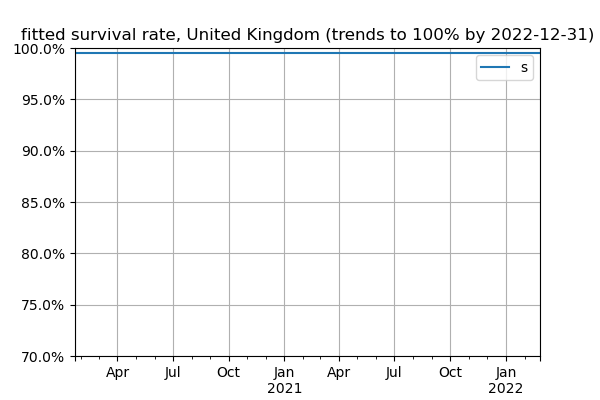 fitted survival rate, United Kingdom (trends to 100% by 2022-12-31)
100.0%
s
95.0%
90.0%
85.0%
80.0%
75.0%
70.0%
Apr Jul Oct Jan Apr Jul Oct Jan
2021 2022